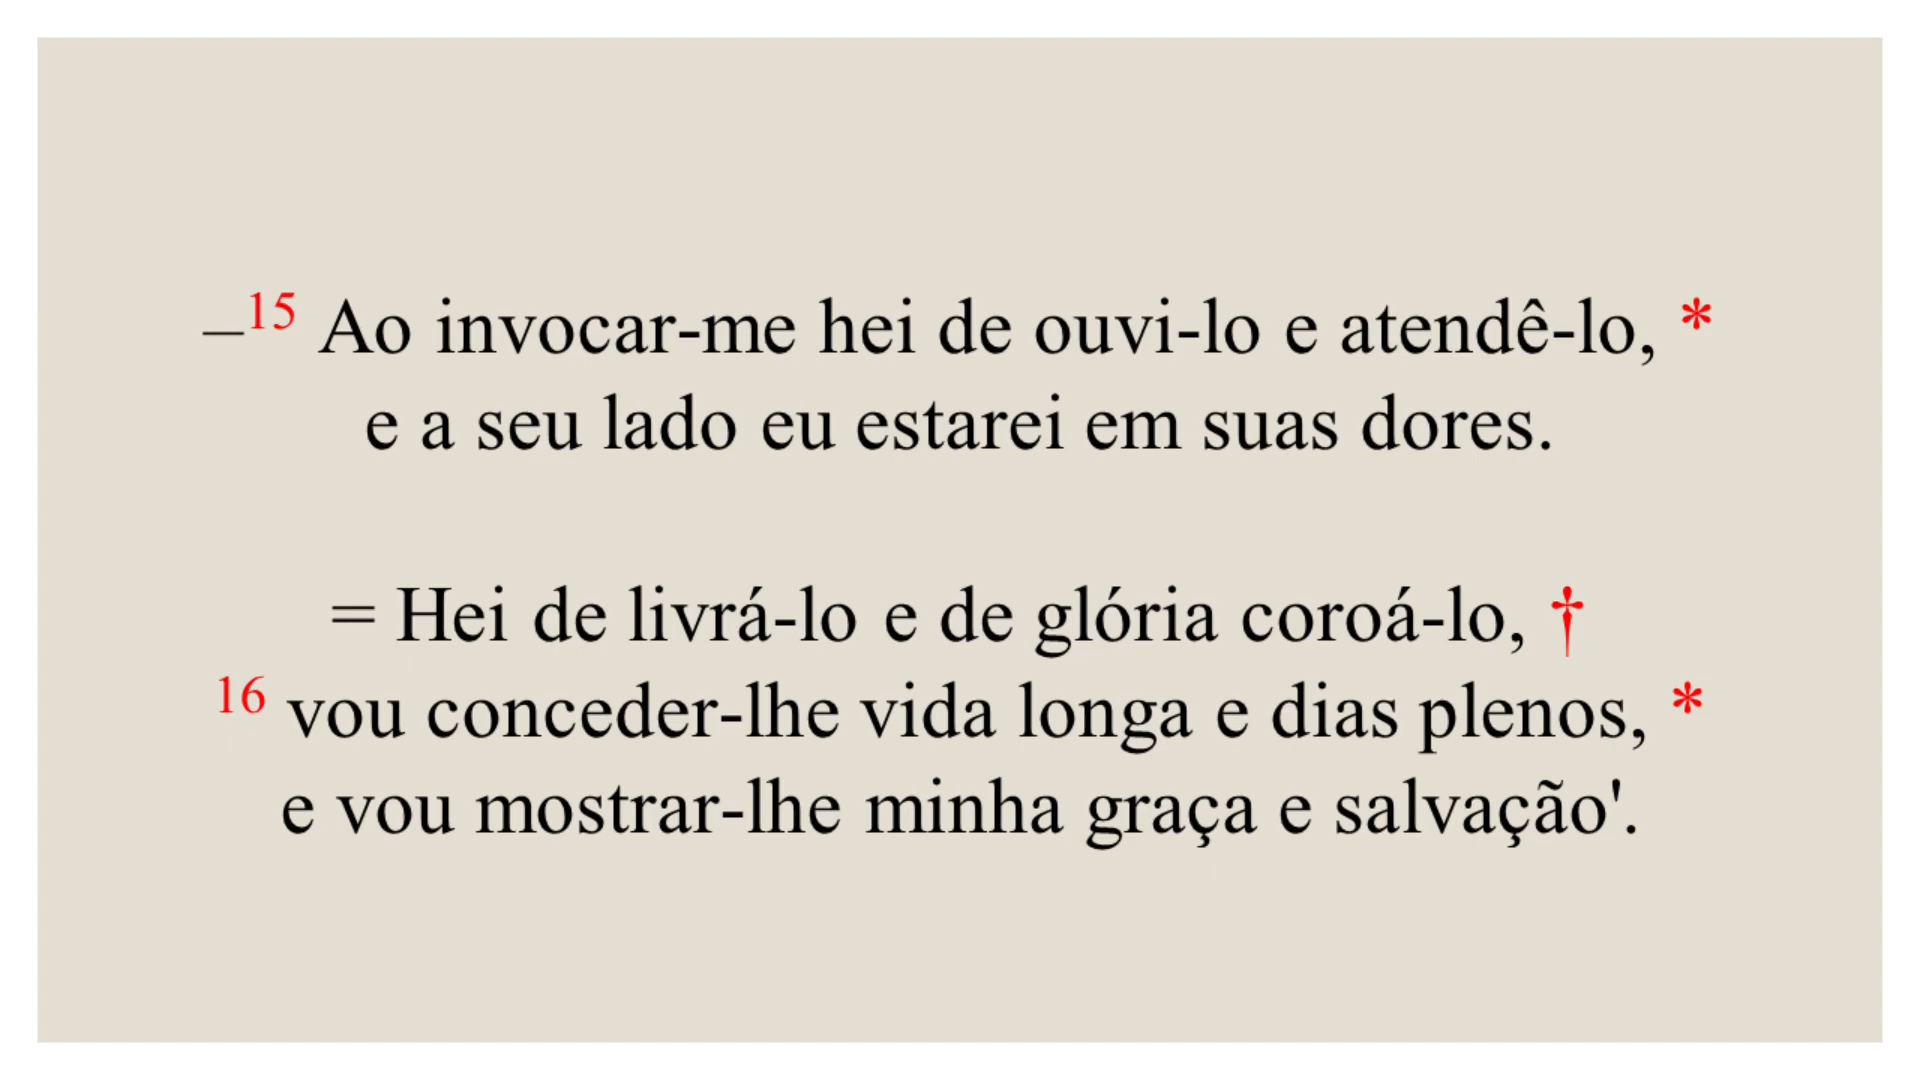 –15 Ao invocar-me hei de ouvi-lo e atendê-lo, *
e a seu lado eu estarei em suas dores.
= Hei de livrá-lo e de glória coroá-lo, †
16 vou conceder-lhe vida longa e dias plenos, *
e vou mostrar-lhe minha graça e salvação'.